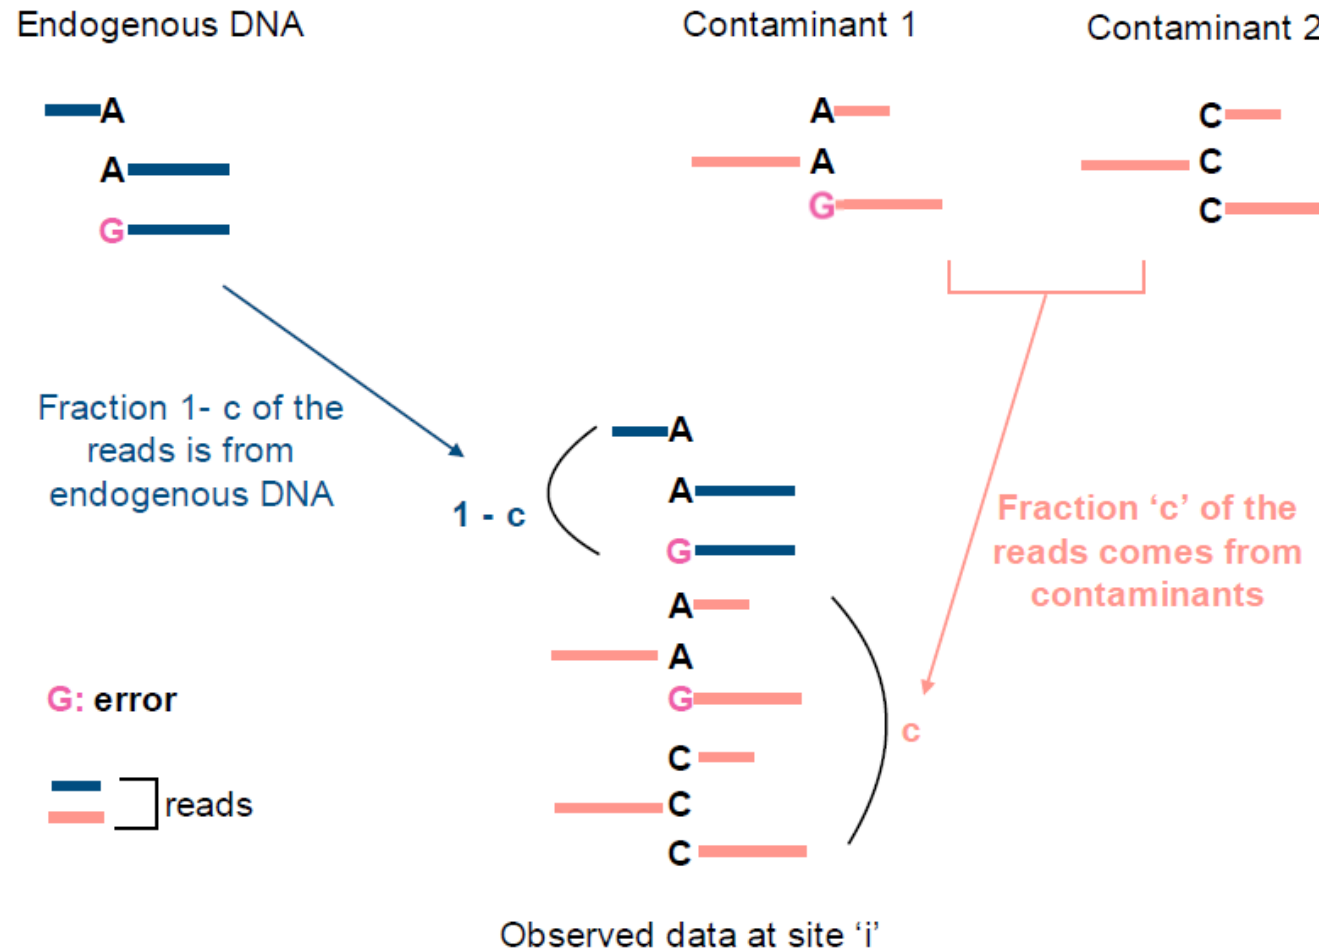 Endogenous DNA
Contaminant 1
Contaminant 2
A
A
G
A
A
G
C
C
C
Fraction 1- c of the
reads is from
endogenous DNA
1 - c
A
A
G
A
A
G
C
C
C
Fraction ‘c’ of the
reads comes from
contaminants
c
G: error
reads
Observed data at site ‘i’